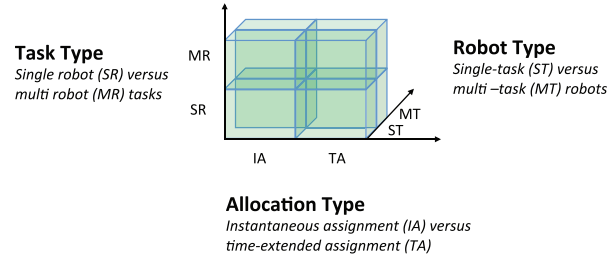 Task Type
Single robot (SR) versus
multi robot (MR) tasks
MR
SR
IA
TA
MT
ST
Robot Type
Single-task (ST) versus
multi –task (MT) robots
Allocation Type
Instantaneous assignment (IA) versus
time-extended assignment (TA)